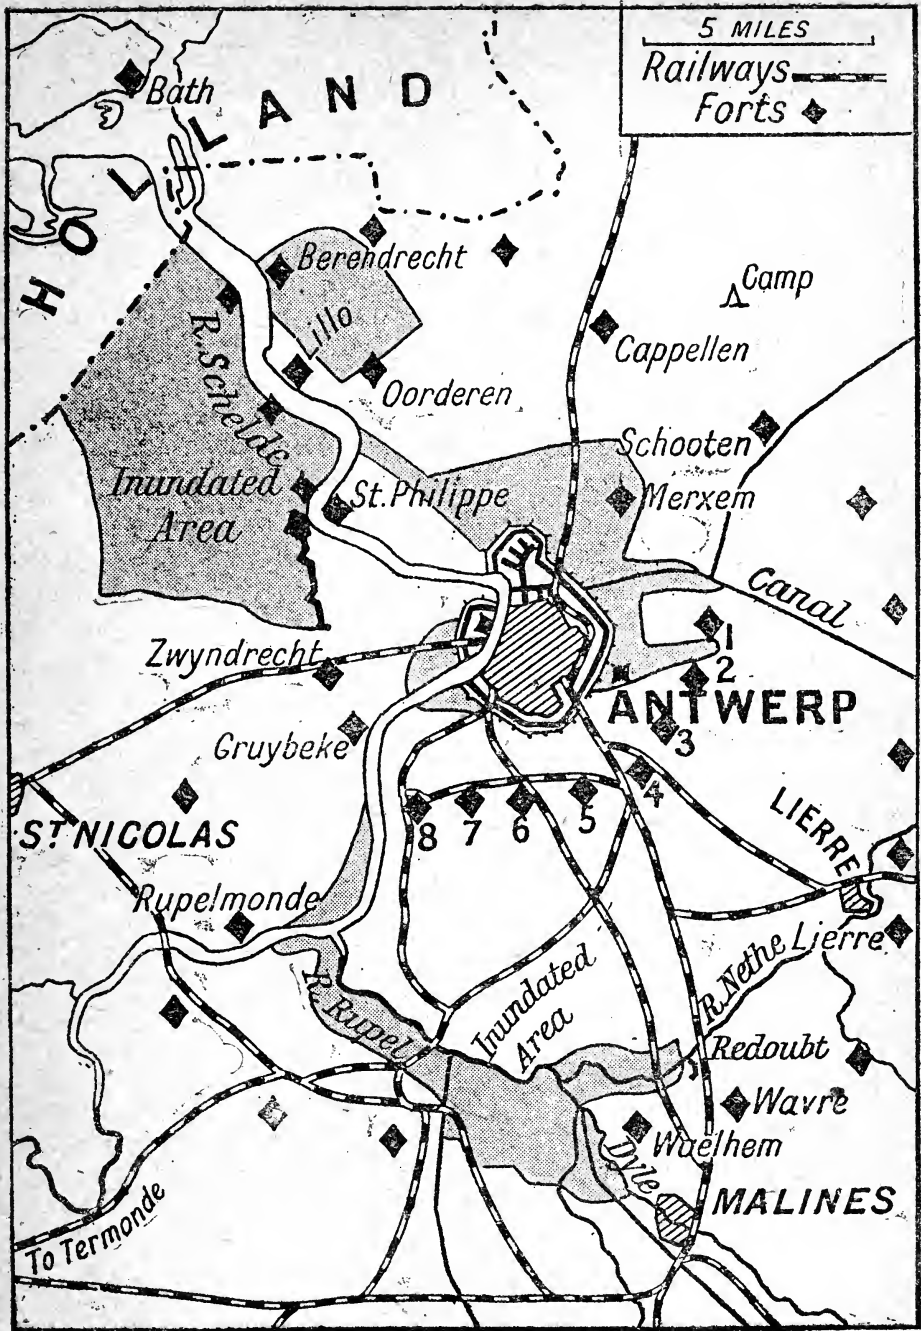 5 MILES
Railways
Forts
Bath
HOLLAND
Berendrecht
Camp
Lillo
R. Schelde
Cappellen
Oorderen
Schooten
Inundated
Area
St. Philippe
Merxem
Canal
1
Zwyndrecht
2
ANTWERP
Gruybeke
3
4
ST. NICOLAS
8 7 6 5
LIERRE
Rupelmonde
Lierre
R. Nethe
Inundated
Area
R. Rupel
Redoubt
Wavre
Waelhem
Dyle
MALINES
To Termonde